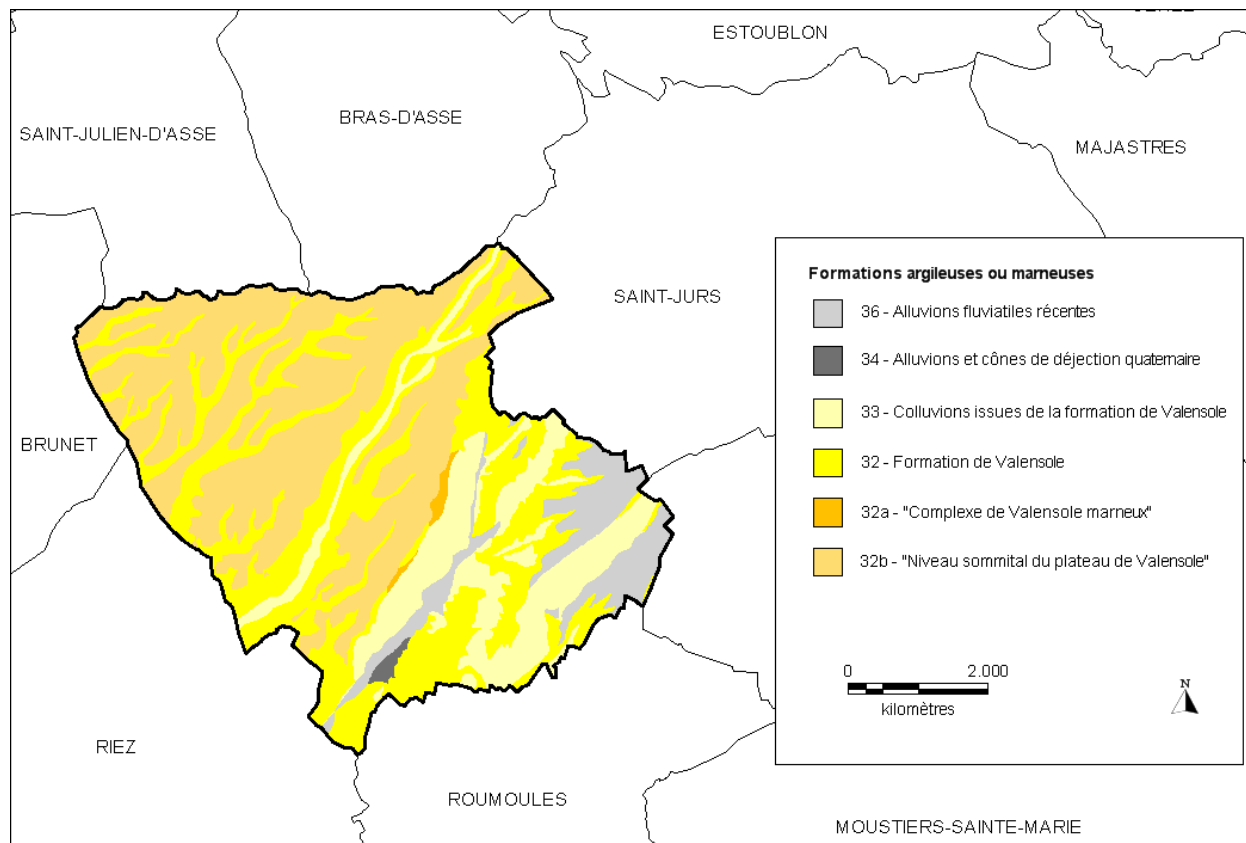 ESTOUBLON
BRAS-D'ASSE
SAINT-JULIEN-D'ASSE
MAJASTRES
SAINT-JURS
BRUNET
RIEZ
ROUMOULES
MOUSTIERS-SAINTE-MARIE
Formations argileuses ou marneuses
36 - Alluvions fluviatiles récentes
34 - Alluvions et cônes de déjection quaternaire
33 - Colluvions issues de la formation de Valensole
32 - Formation de Valensole
32a - "Complexe de Valensole marneux"
32b - "Niveau sommital du plateau de Valensole"
0 2.000
kilomètres
N